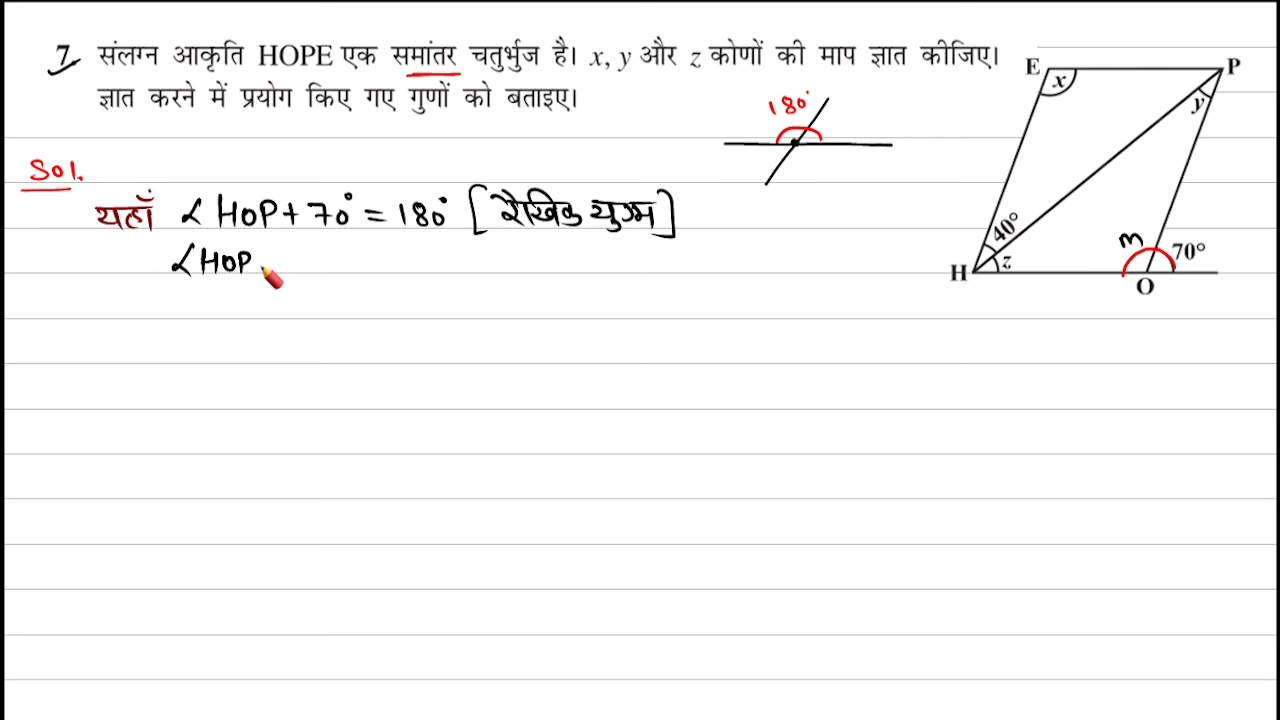 7. संलग्न आकृति HOPE एक समांतर चतुर्भुज है। x, y और z कोणों की माप ज्ञात कीजिए।
ज्ञात करने में प्रयोग किए गए गुणों को बताइए।
180°
E
x
P
y
Sol.
यहाँ ∠HOP + 70° = 180° [रैखिक युग्म]
40°
m
70°
∠HOP
H
z
O